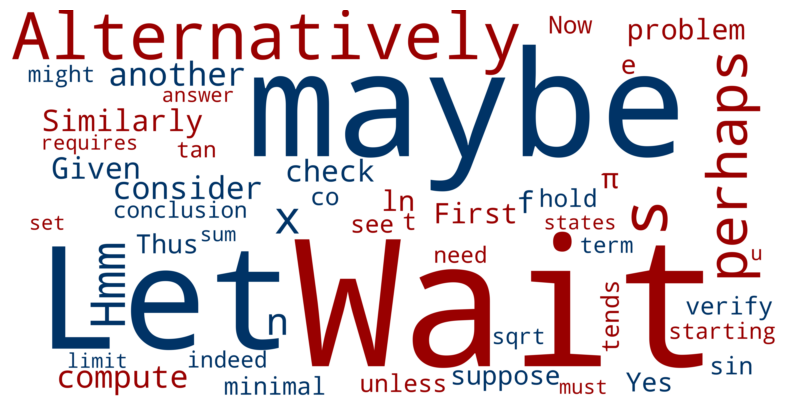 Alternatively
Now
problem
might
another
maybe
e
answer
perhaps
Similarly
requires
tan
Given
check
consider
co
ln
π
f
hold
conclusion
x
First
s
set
see
t
states
Thus
sum
term
u
Hmm
Let
Wait
need
n
tends
verify
sqrt
starting
limit
indeed
sin
compute
minimal
unless
suppose
must
Yes